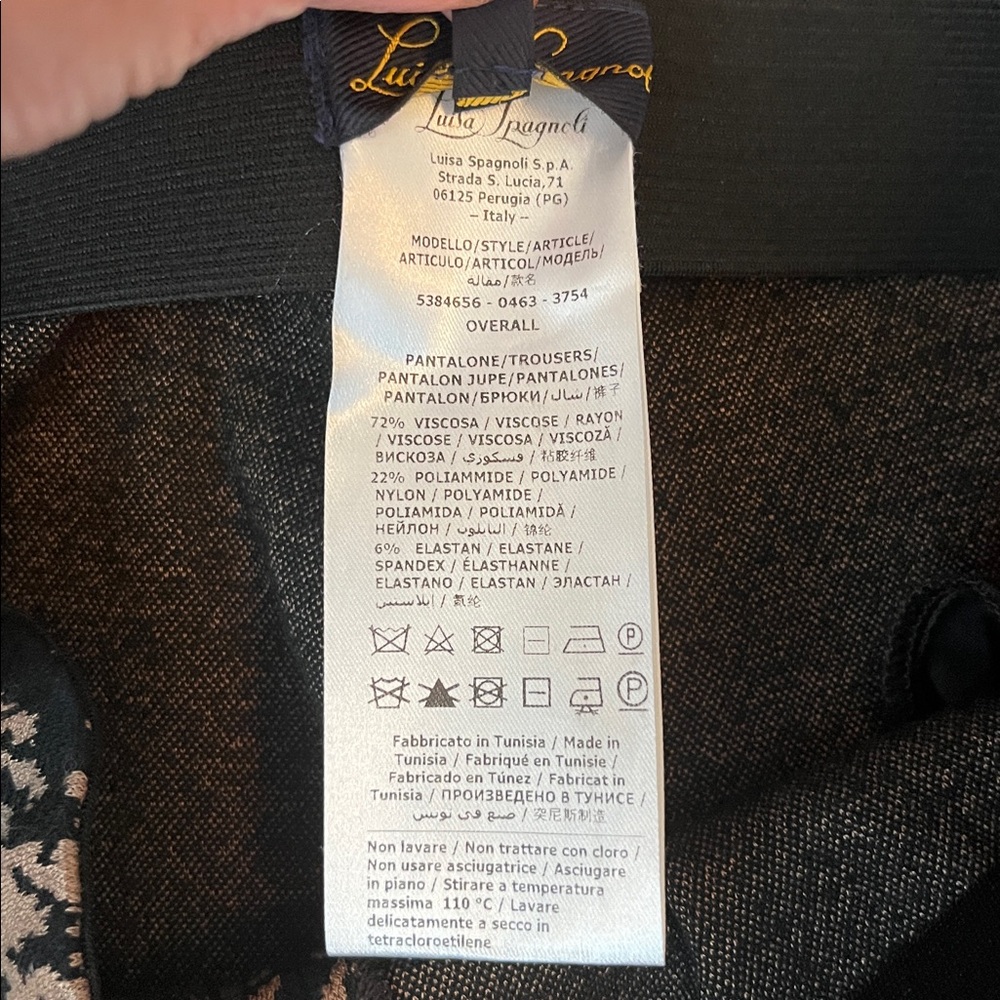 Luisa Spagnoli
Luisa Spagnoli S.p.A.
Strada S. Lucia,71
06125 Perugia (PG)
– Italy –
MODELLO/STYLE/ARTICLE/
ARTICULO/ARTICOL/МОДЕЛЬ/
مقالة/款名
5384656 - 0463 - 3754
OVERALL
PANTALONE/TROUSERS/
PANTALON JUPE/PANTALONES/
PANTALON/БРЮКИ/شال/裤子
72% VISCOSA / VISCOSE / RAYON
/ VISCOSE / VISCOSA / VISCOZĂ /
ВИСКОЗА / فسكوزي / 粘胶纤维
22% POLIAMMIDE / POLYAMIDE /
NYLON / POLYAMIDE /
POLIAMIDA / POLIAMIDĂ /
НЕЙЛОН / النايلون / 锦纶
6% ELASTAN / ELASTANE /
SPANDEX / ÉLASTHANNE /
ELASTANO / ELASTAN / ЭЛАСТАН /
إيلاسيس / 氨纶
P
P
Fabbricato in Tunisia / Made in
Tunisia / Fabriqué en Tunisie /
Fabricado en Túnez / Fabricat in
Tunisia / ПРОИЗВЕДЕНО В ТУНИСЕ /
صنع في تونس / 突尼斯制造
Non lavare / Non trattare con cloro /
Non usare asciugatrice / Asciugare
in piano / Stirare a temperatura
massima 110 °C / Lavare
delicatamente a secco in
tetracloroetilene